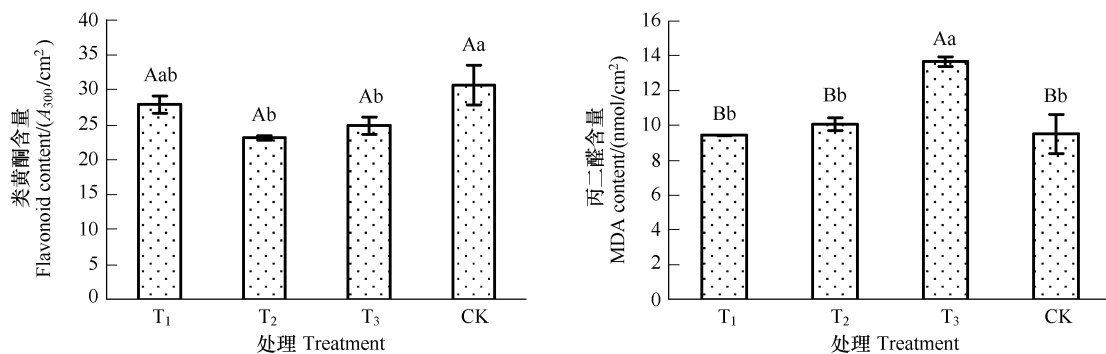 类黄酮含量
Flavonoid content/(A₃₀₀/cm²)
40
35
30
25
20
15
10
5
0
Aab
Ab
Ab
Aa
T₁
T₂
T₃
CK
处理 Treatment
丙二醛含量
MDA content/(nmol/cm²)
16
14
12
10
8
6
4
2
0
Bb
Bb
Aa
Bb
T₁
T₂
T₃
CK
处理 Treatment